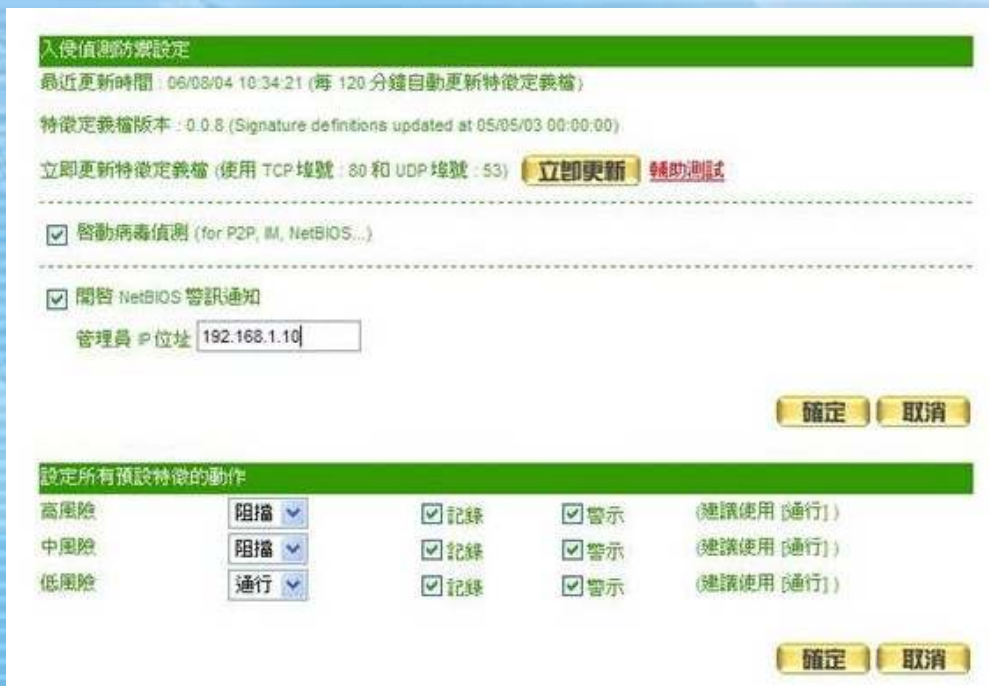 入侵偵測防禦設定
最近更新時間 : 06/08/04 10:34:21 (每 120 分鐘自動更新特徵定義檔)
特徵定義檔版本 : 0.0.8 (Signature definitions updated at 05/05/03 00:00:00)
立即更新特徵定義檔 (使用 TCP 埠號 : 80 和 UDP 埠號 : 53) 立即更新 輔助測試
啓動病毒偵測 (for P2P, IM, NetBIOS...)
開啓 NetBIOS 警訊通知
管理員 IP 位址 192.168.1.10
確定 取消
設定所有預設特徵的動作
高風險 阻擋 記錄 警示 (建議使用 [通行] )
中風險 阻擋 記錄 警示 (建議使用 [通行] )
低風險 通行 記錄 警示 (建議使用 [通行] )
確定 取消